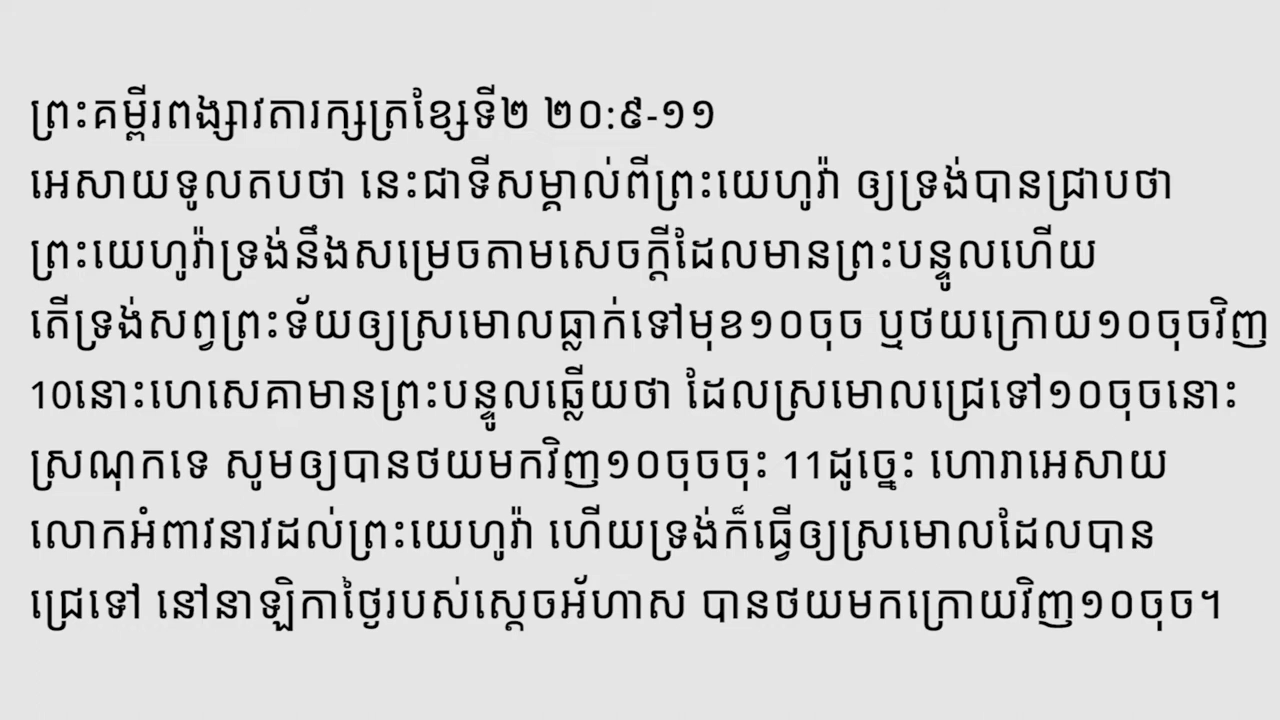 ព្រះគម្ពីរពង្សាវតារក្សត្រខ្សែទី២ ២០:៩-១១
អេសាយទូលតបថា នេះជាទីសម្គាល់ពីព្រះយេហូវ៉ា ឲ្យទ្រង់បានជ្រាបថា
ព្រះយេហូវ៉ាទ្រង់នឹងសម្រេចតាមសេចក្ដីដែលមានព្រះបន្ទូលហើយ
តើទ្រង់សព្វព្រះទ័យឲ្យស្រមោលធ្លាក់ទៅមុខ១០ចុច ឬថយក្រោយ១០ចុចវិញ
10នោះហេសេគាមានព្រះបន្ទូលឆ្លើយថា ដែលស្រមោលជ្រេទៅ១០ចុចនោះ
ស្រណុកទេ សូមឲ្យបានថយមកវិញ១០ចុចចុះ 11ដូច្នេះ ហោរាអេសាយ
លោកអំពាវនាវដល់ព្រះយេហូវ៉ា ហើយទ្រង់ក៏ធ្វើឲ្យស្រមោលដែលបាន
ជ្រេទៅ នៅនាឡិកាថ្ងៃរបស់ស្ដេចអ័ហាស បានថយមកក្រោយវិញ១០ចុច។